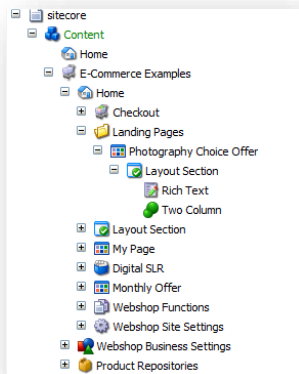 sitecore
Content
Home
E-Commerce Examples
Home
Checkout
Landing Pages
Photography Choice Offer
Layout Section
Rich Text
Two Column
Layout Section
My Page
Digital SLR
Monthly Offer
Webshop Functions
Webshop Site Settings
Webshop Business Settings
Product Repositories